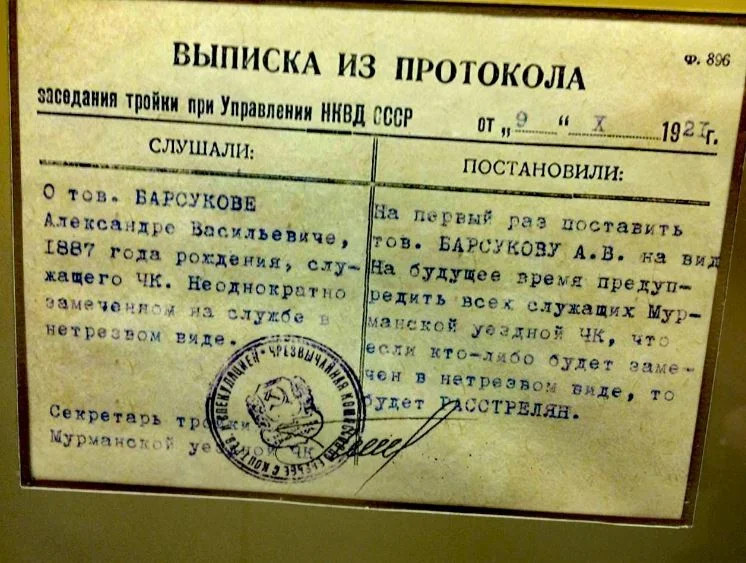 Ф. 896
ВЫПИСКА ИЗ ПРОТОКОЛА
заседания тройки при Управлении НКВД СССР
от „ 9 “ X 1921г.
СЛУШАЛИ:
О тов. БАРСУКОВЕ
Александре Васильевиче,
1887 года рождения, слу-
жащего ЧК. Неоднократно
замеченном на службе в
нетрезвом виде.
Секретарь тройки
Мурманской уездной ЧК
ПОСТАНОВИЛИ:
На первый раз поставить
тов. БАРСУКОВУ А.В. на вид
На будущее время предуп-
редить всех служащих Мур-
манской уездной ЧК, что
если кто-либо будет заме-
чен в нетрезвом виде, то
будет РАССТРЕЛЯН.
ЧРЕЗВЫЧАЙНАЯ